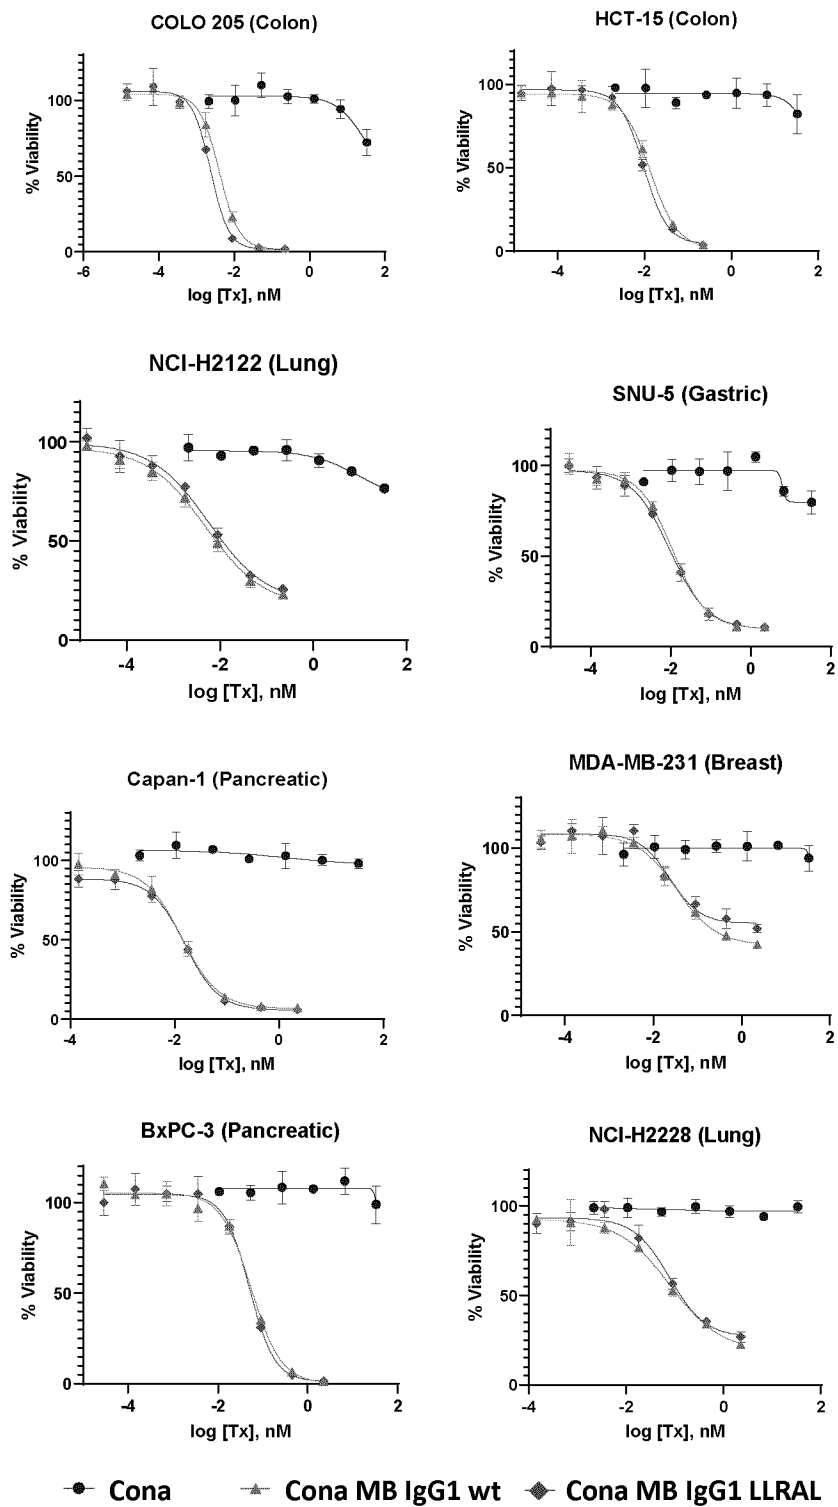 COLO 205 (Colon)
100
50
0
% Viability
-6 -4 -2 0 2
log [Tx], nM
HCT-15 (Colon)
100
50
0
% Viability
-4 -2 0 2
log [Tx], nM
NCI-H2122 (Lung)
100
50
0
% Viability
-4 -2 0 2
log [Tx], nM
SNU-5 (Gastric)
100
50
0
% Viability
-4 -2 0 2
log [Tx], nM
Capan-1 (Pancreatic)
100
50
0
% Viability
-4 -2 0 2
log [Tx], nM
MDA-MB-231 (Breast)
100
50
0
% Viability
-4 -2 0 2
log [Tx], nM
BxPC-3 (Pancreatic)
100
50
0
% Viability
-4 -2 0 2
log [Tx], nM
NCI-H2228 (Lung)
100
50
0
% Viability
-4 -2 0 2
log [Tx], nM
Cona Cona MB IgG1 wt Cona MB IgG1 LLRAL